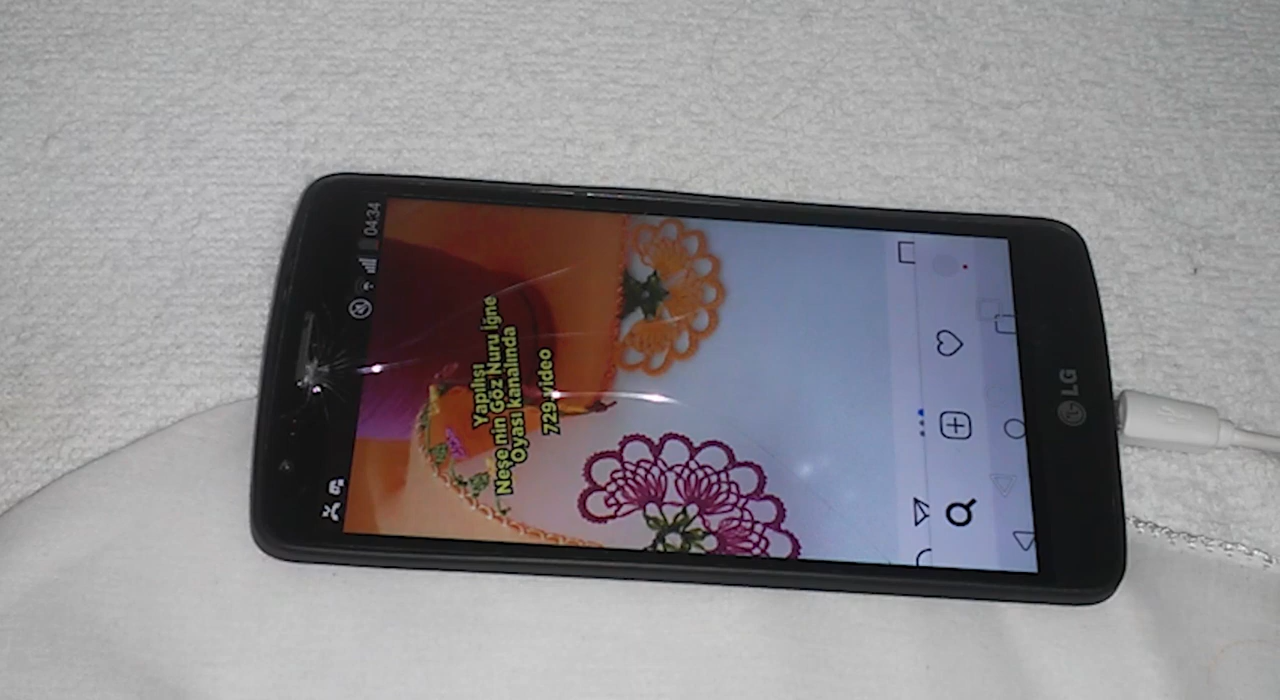 04:34
Yapılışı
Neşe'nin Göz Nuru İğne
Oyası kanalında
729 video
LG